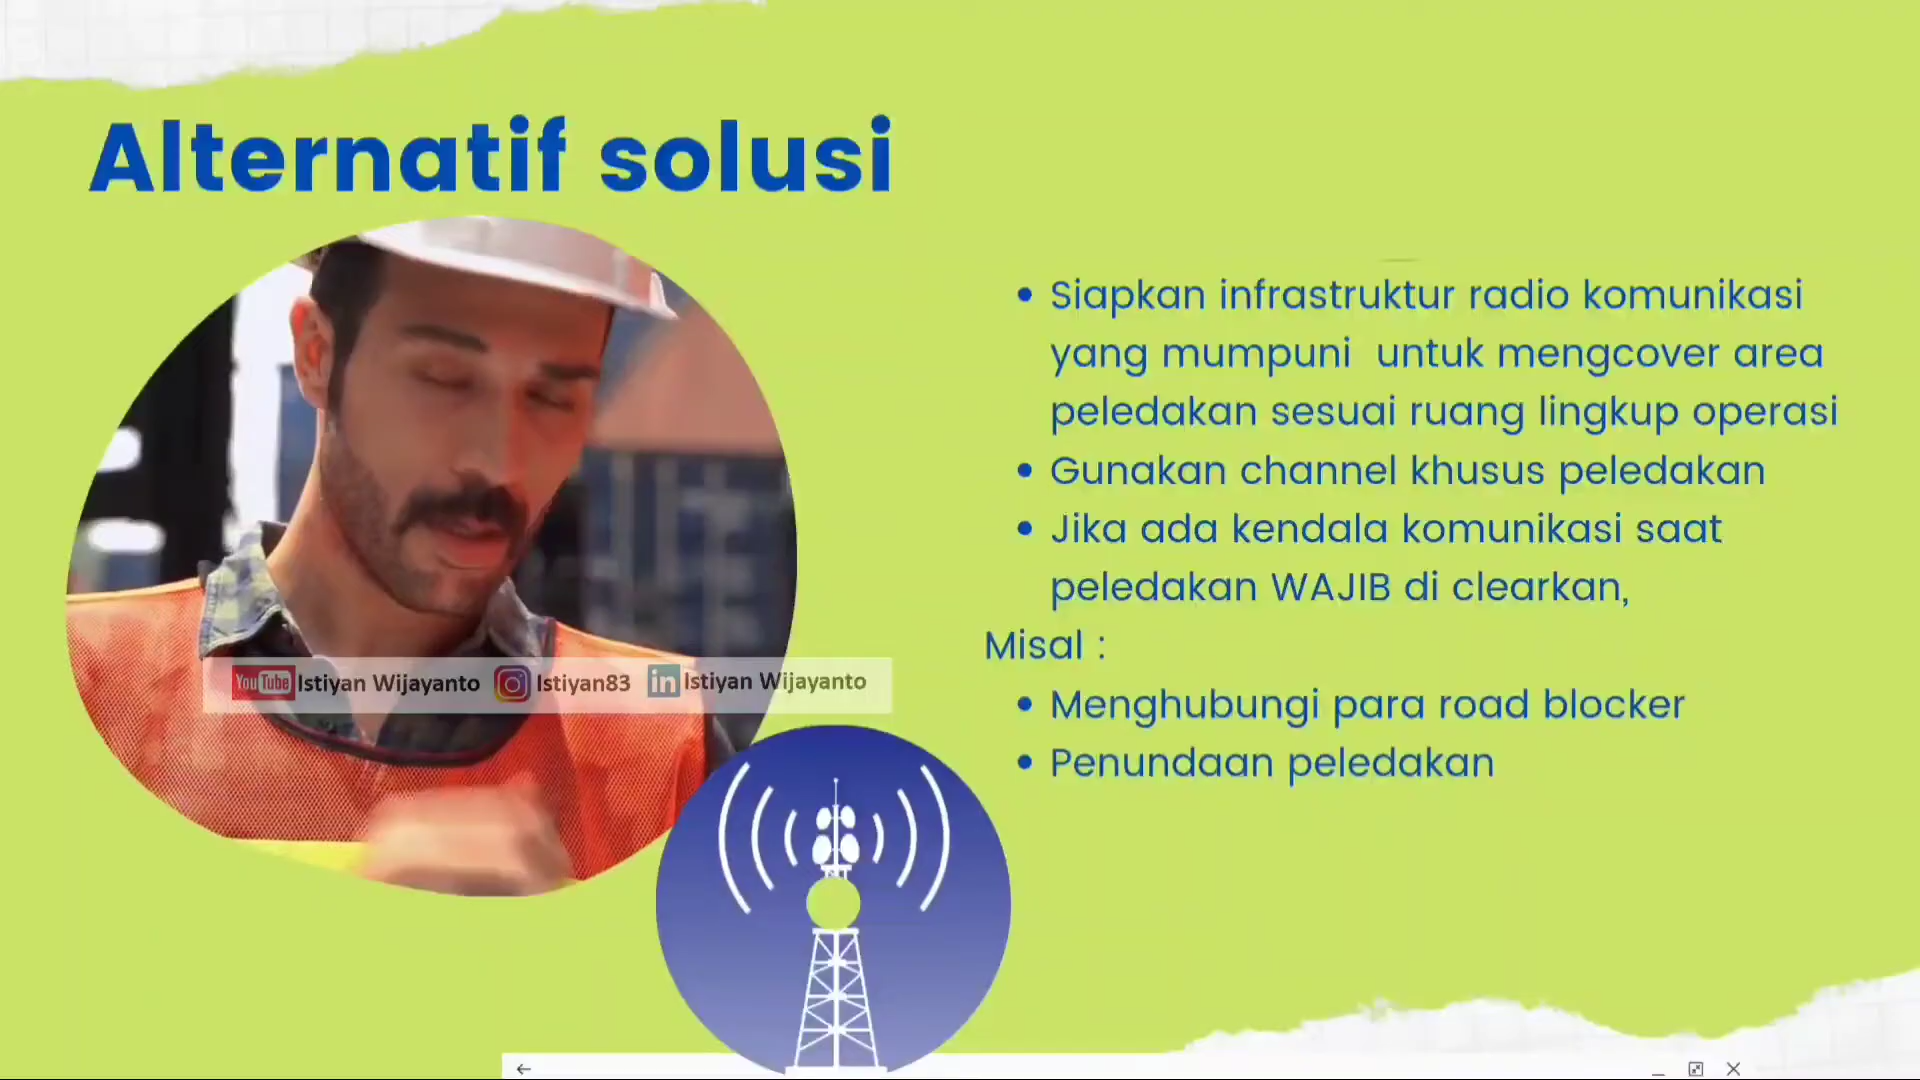 Alternatif solusi
• Siapkan infrastruktur radio komunikasi
yang mumpuni  untuk mengcover area
peledakan sesuai ruang lingkup operasi
• Gunakan channel khusus peledakan
• Jika ada kendala komunikasi saat
peledakan WAJIB di clearkan,
Misal :
• Menghubungi para road blocker
• Penundaan peledakan
YouTube Istiyan Wijayanto Istiyan83 in Istiyan Wijayanto